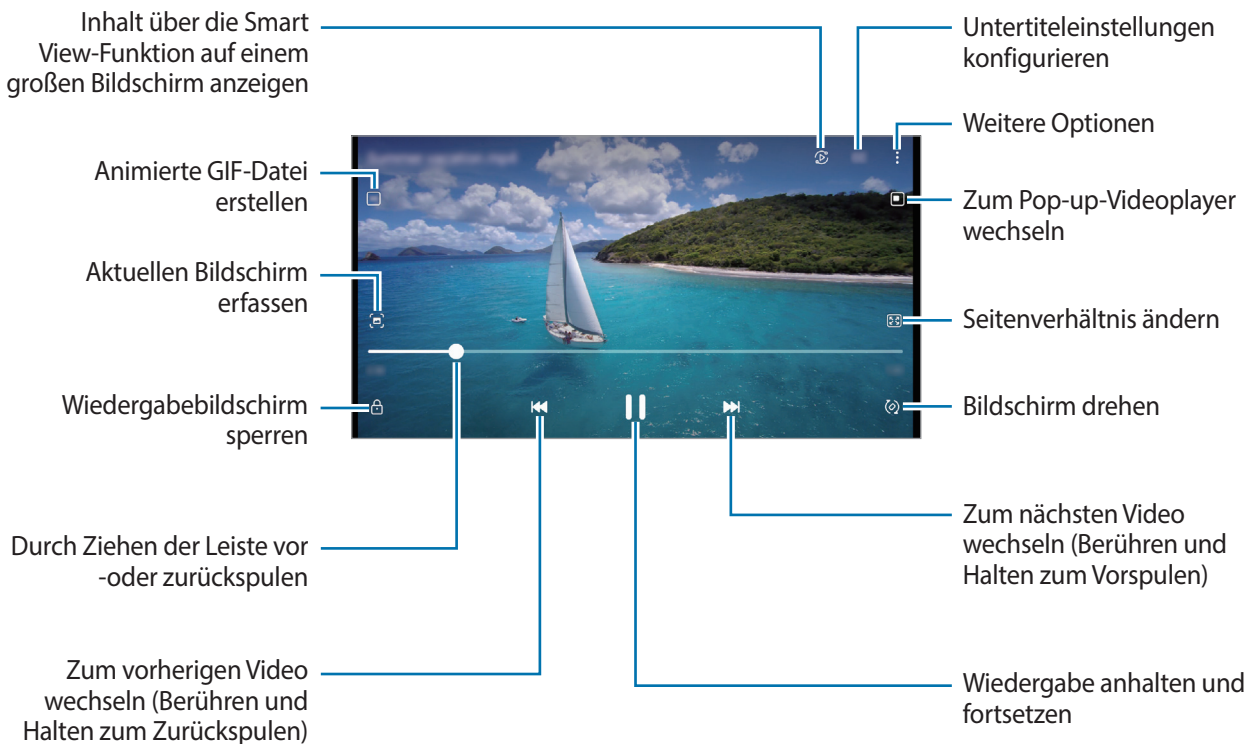 Inhalt über die Smart
View-Funktion auf einem
großen Bildschirm anzeigen
Animierte GIF-Datei
erstellen
Aktuellen Bildschirm
erfassen
Wiedergabebildschirm
sperren
Durch Ziehen der Leiste vor
-oder zurückspulen
Zum vorherigen Video
wechseln (Berühren und
Halten zum Zurückspulen)
Untertiteleinstellungen
konfigurieren
Weitere Optionen
Zum Pop-up-Videoplayer
wechseln
Seitenverhältnis ändern
Bildschirm drehen
Zum nächsten Video
wechseln (Berühren und
Halten zum Vorspulen)
Wiedergabe anhalten und
fortsetzen